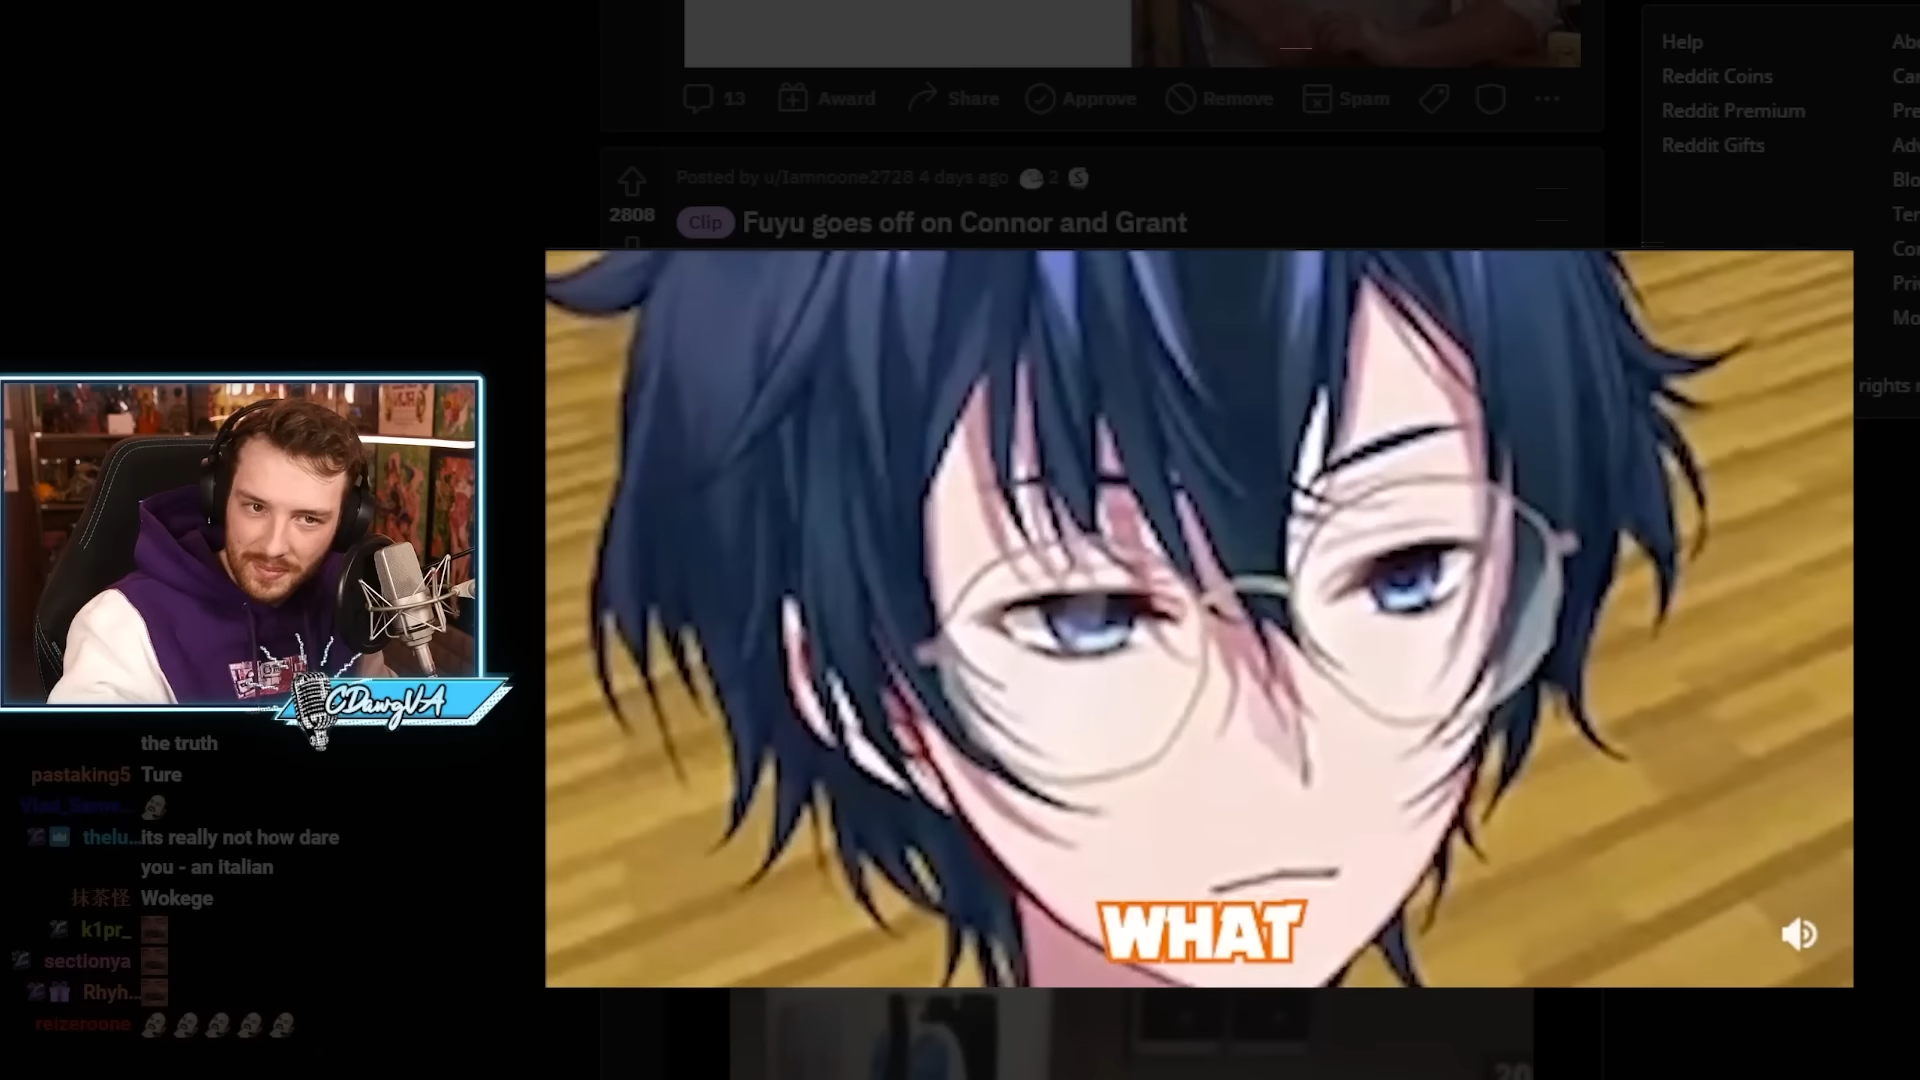 13 Award Share Approve Remove Spam
Posted by u/Iamnoone2728 4 days ago 2
2808
Clip Fuyu goes off on Connor and Grant
Help
Reddit Coins
Reddit Premium
Reddit Gifts
rights
CDawgVA
the truth
pastaking5 Ture
thelu... its really not how dare
you - an italian
抹茶怪 Wokege
k1pr_
sectionya
Rhyh...
reizeroone
WHAT
20